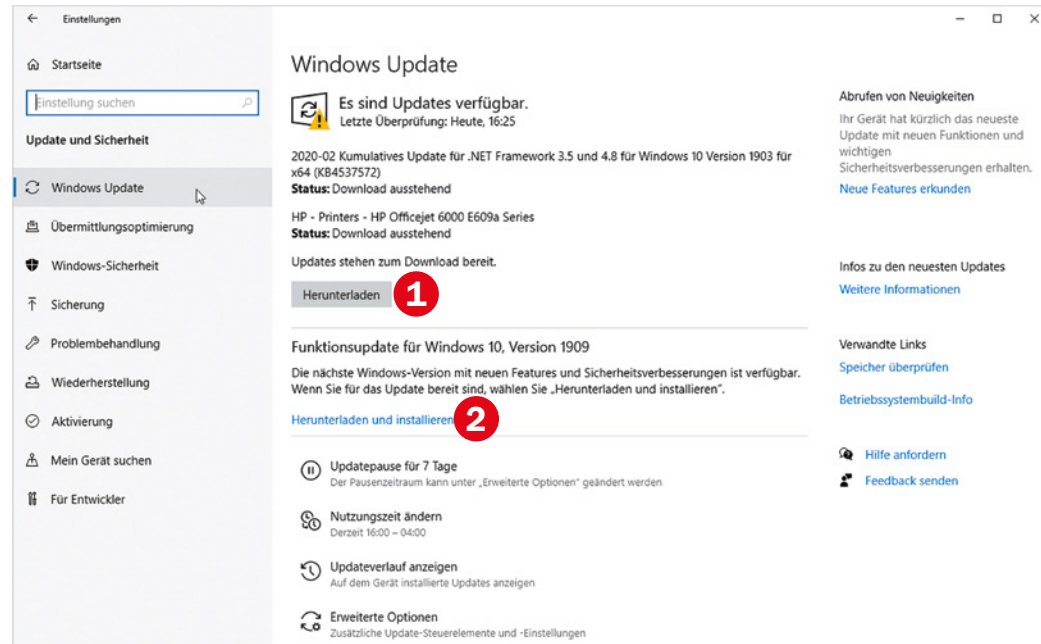 Einstellungen
Startseite
Einstellung suchen
Update und Sicherheit
Windows Update
Übermittlungsoptimierung
Windows-Sicherheit
Sicherung
Problembehandlung
Wiederherstellung
Aktivierung
Mein Gerät suchen
Für Entwickler
Windows Update
Es sind Updates verfügbar.
Letzte Überprüfung: Heute, 16:25
2020-02 Kumulatives Update für .NET Framework 3.5 und 4.8 für Windows 10 Version 1903 für
x64 (KB4537572)
Status: Download ausstehend
HP - Printers - HP Officejet 6000 E609a Series
Status: Download ausstehend
Updates stehen zum Download bereit.
Herunterladen 1
Funktionsupdate für Windows 10, Version 1909
Die nächste Windows-Version mit neuen Features und Sicherheitsverbesserungen ist verfügbar.
Wenn Sie für das Update bereit sind, wählen Sie „Herunterladen und installieren“.
Herunterladen und installieren 2
Updatepause für 7 Tage
Der Pausenzeitraum kann unter „Erweiterte Optionen“ geändert werden
Nutzungszeit ändern
Derzeit 16:00 – 04:00
Updateverlauf anzeigen
Auf dem Gerät installierte Updates anzeigen
Erweiterte Optionen
Zusätzliche Update-Steuerelemente und -Einstellungen
Abrufen von Neuigkeiten
Ihr Gerät hat kürzlich das neueste
Update mit neuen Funktionen und
wichtigen
Sicherheitsverbesserungen erhalten.
Neue Features erkunden
Infos zu den neuesten Updates
Weitere Informationen
Verwandte Links
Speicher überprüfen
Betriebssystembuild-Info
Hilfe anfordern
Feedback senden